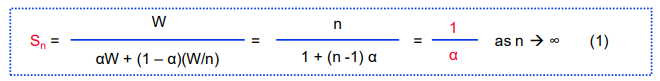 W n 1
Sₙ = ――― = ――― = ― as n → ∞ (1)
αW + (1 – α)(W/n) 1 + (n -1) α α